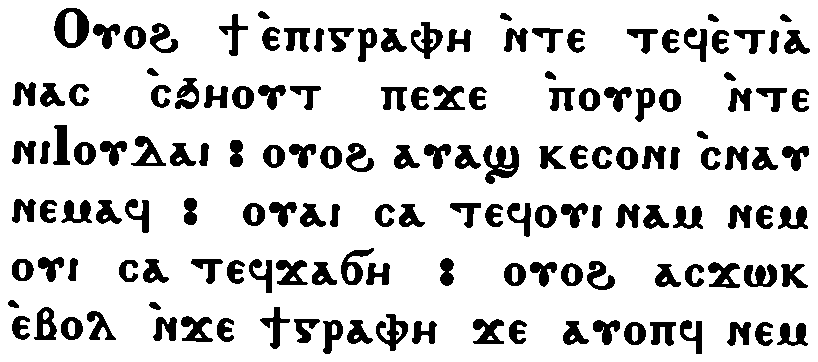 Ⲟⲩⲟϩ ϯⲉ̀ⲡⲓⲅⲣⲁⲫⲏ ⲛ̀ⲧⲉ ⲧⲉϥⲉ̀ⲧⲓⲁ̀
ⲛⲁⲥ ⲥ̀ϧⲏⲟⲩⲧ ⲡⲉϫⲉ ⲡ̀ⲟⲩⲣⲟ ⲛ̀ⲧⲉ
ⲛⲓⲒⲟⲩⲇⲁⲓ : ⲟⲩⲟϩ ⲁⲩⲁϣ ⲕⲉⲥⲟⲛⲓ ⲥ̀ⲛⲁⲩ
ⲛⲉⲙⲁϥ : ⲟⲩⲁⲓ ⲥⲁ ⲧⲉϥⲟⲩⲓⲛⲁⲙ ⲛⲉⲙ
ⲟⲩⲓ ⲥⲁ ⲧⲉϥϫⲁϭⲏ : ⲟⲩⲟϩ ⲁⲥϫⲱⲕ
ⲉ̀ⲃⲟⲗ ⲛ̀ϫⲉ ϯⲅⲣⲁⲫⲏ ϫⲉ ⲁⲩⲟⲡϥ ⲛⲉⲙ